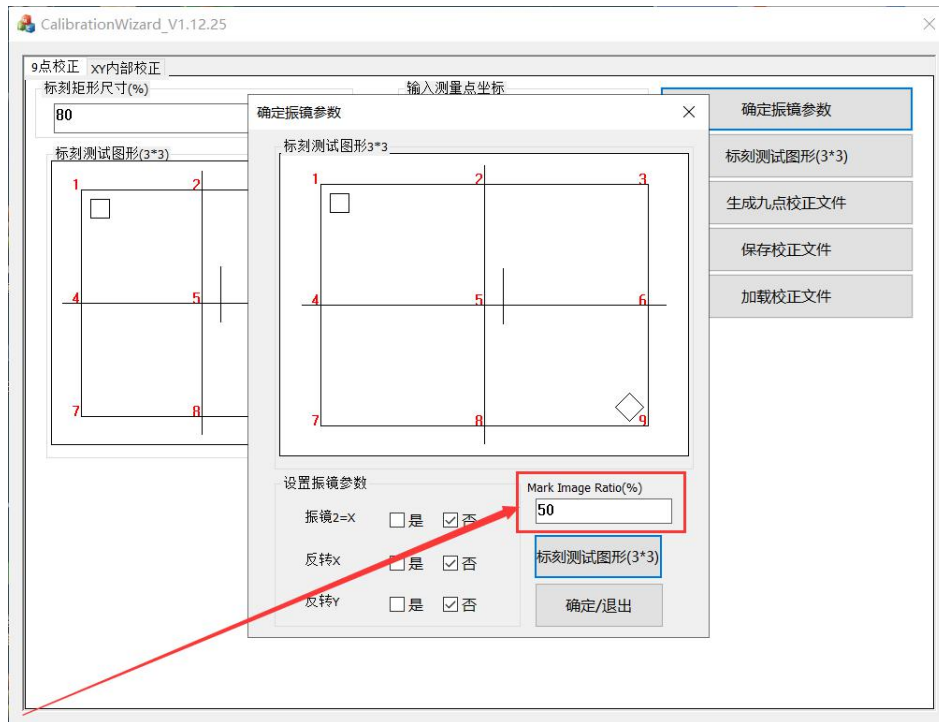 CalibrationWizard_V1.12.25
9点校正 XY内部校正
标刻矩形尺寸(%)
80
输入测量点坐标
标刻测试图形(3*3)
1 2
4 5
7 8
确定振镜参数
标刻测试图形3*3
1 2 3
4 5 6
7 8 9
设置振镜参数
振镜2=X 是 否
反转X 是 否
反转Y 是 否
Mark Image Ratio(%)
50
标刻测试图形(3*3)
确定/退出
确定振镜参数
标刻测试图形(3*3)
生成九点校正文件
保存校正文件
加载校正文件